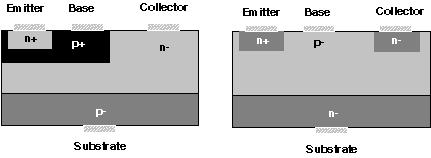 Emitter Base Collector
n+ p+ n-
p-
Substrate
Emitter Base Collector
n+ p- n-
n-
Substrate